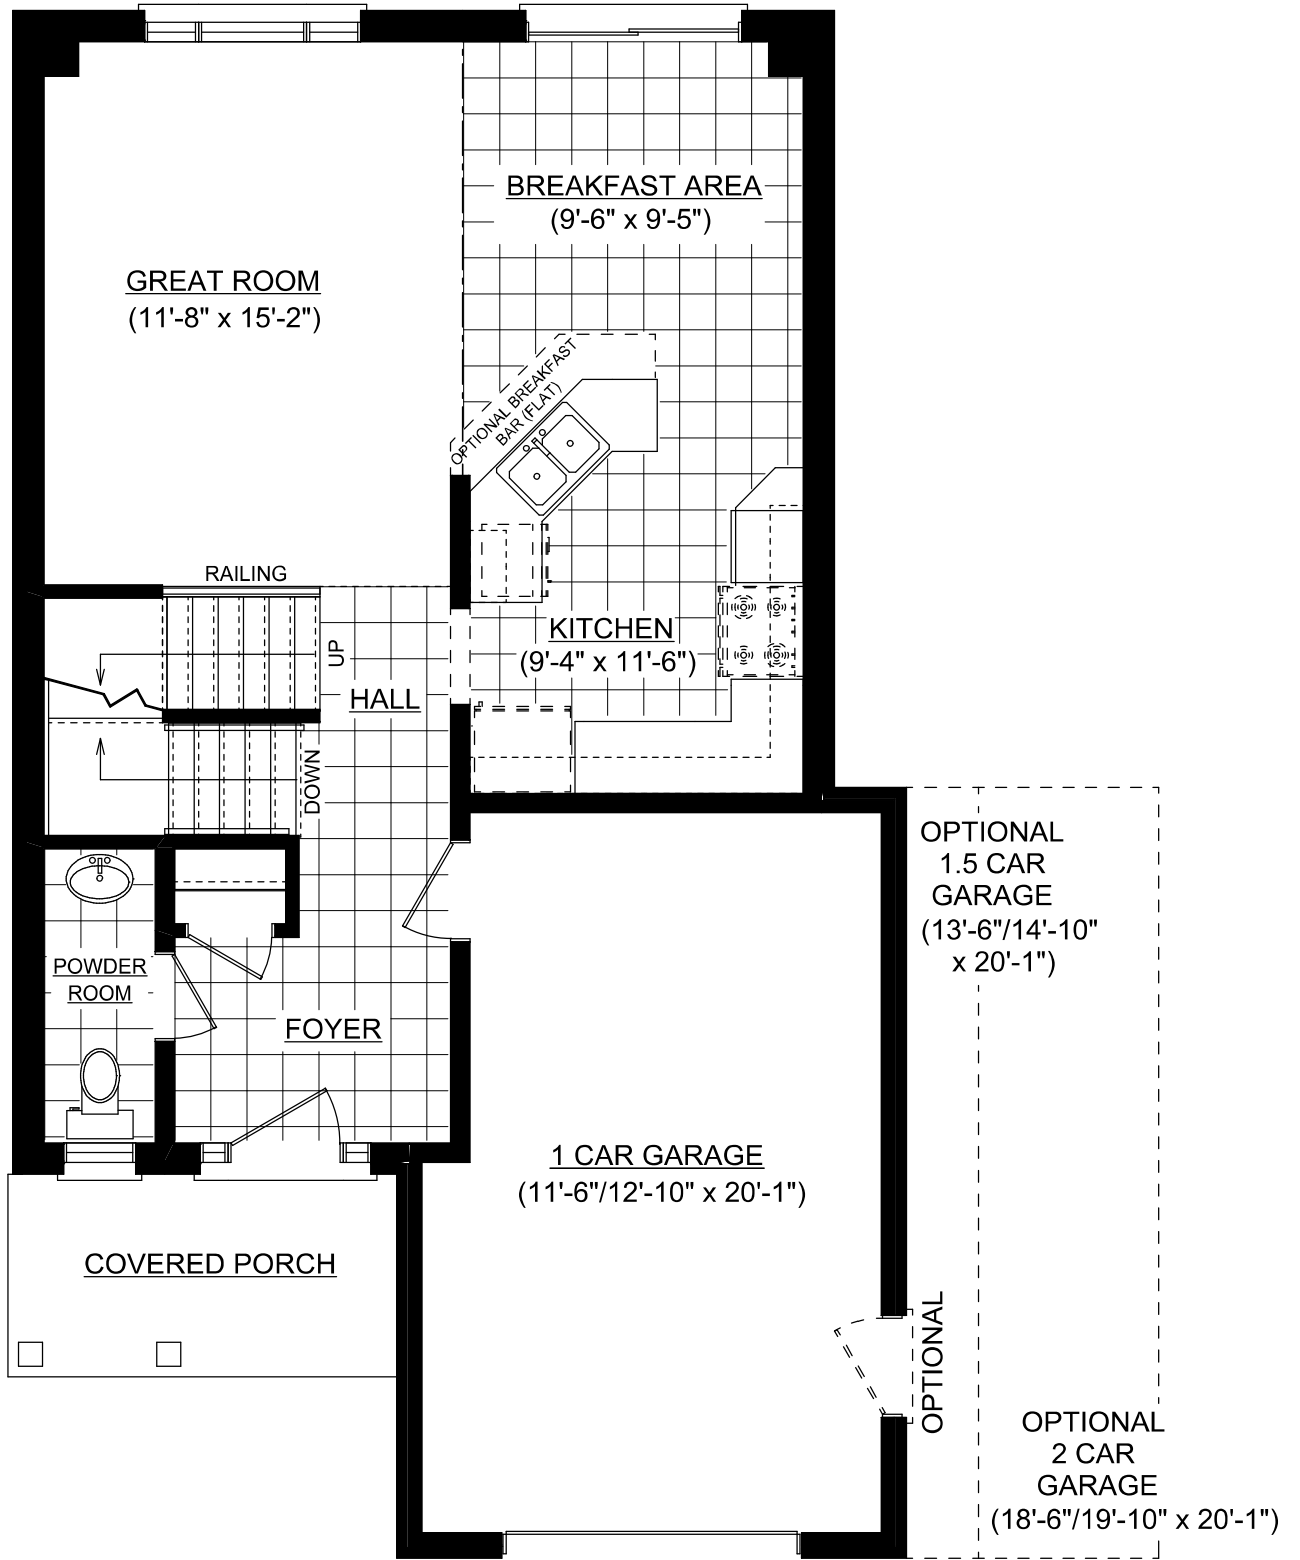 BREAKFAST AREA
(9'-6" x 9'-5")
GREAT ROOM
(11'-8" x 15'-2")
OPTIONAL BREAKFAST
BAR (FLAT)
RAILING
UP
KITCHEN
(9'-4" x 11'-6")
HALL
DOWN
OPTIONAL
1.5 CAR
GARAGE
(13'-6"/14'-10"
x 20'-1")
POWDER
ROOM
FOYER
1 CAR GARAGE
(11'-6"/12'-10" x 20'-1")
COVERED PORCH
OPTIONAL
OPTIONAL
2 CAR
GARAGE
(18'-6"/19'-10" x 20'-1")